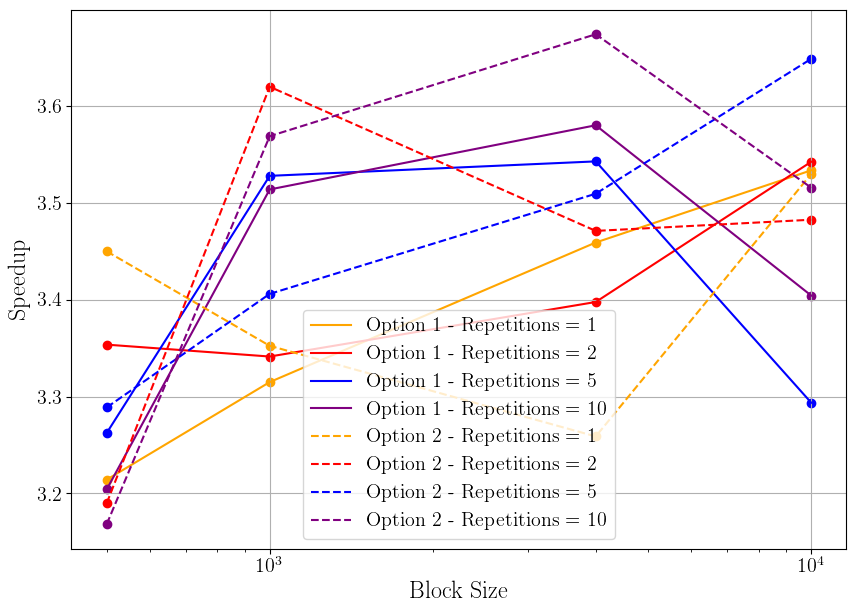 3.6
3.5
3.4
3.3
3.2
Speedup
Option 1 - Repetitions = 1
Option 1 - Repetitions = 2
Option 1 - Repetitions = 5
Option 1 - Repetitions = 10
Option 2 - Repetitions = 1
Option 2 - Repetitions = 2
Option 2 - Repetitions = 5
Option 2 - Repetitions = 10
10³ 10⁴
Block Size